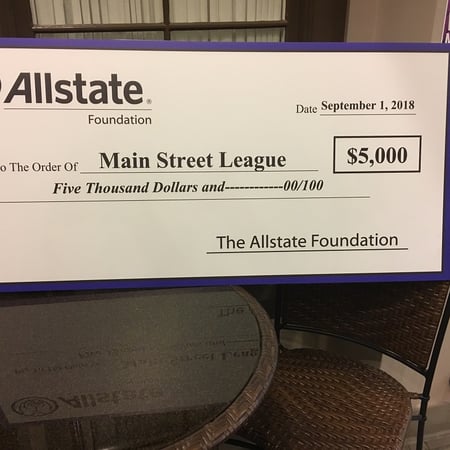 Allstate®
Foundation
Date September 1, 2018
o The Order Of Main Street League $5,000
Five Thousand Dollars and------------00/100
The Allstate Foundation
Allstate